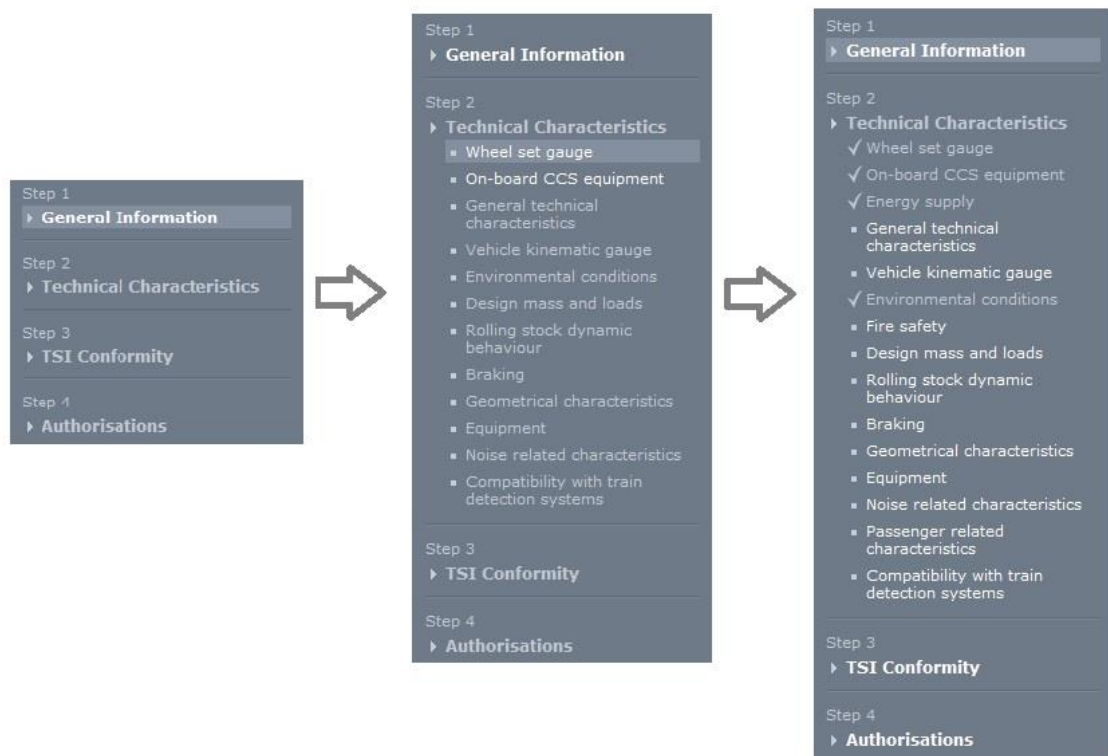 Step 1
General Information
Step 2
Technical Characteristics
Step 3
TSI Conformity
Step 4
Authorisations
Step 1
General Information
Step 2
Technical Characteristics
Wheel set gauge
On-board CCS equipment
General technical
characteristics
Vehicle kinematic gauge
Environmental conditions
Design mass and loads
Rolling stock dynamic
behaviour
Braking
Geometrical characteristics
Equipment
Noise related characteristics
Compatibility with train
detection systems
Step 3
TSI Conformity
Step 4
Authorisations
Step 1
General Information
Step 2
Technical Characteristics
Wheel set gauge
On-board CCS equipment
Energy supply
General technical
characteristics
Vehicle kinematic gauge
Environmental conditions
Fire safety
Design mass and loads
Rolling stock dynamic
behaviour
Braking
Geometrical characteristics
Equipment
Noise related characteristics
Passenger related
characteristics
Compatibility with train
detection systems
Step 3
TSI Conformity
Step 4
Authorisations